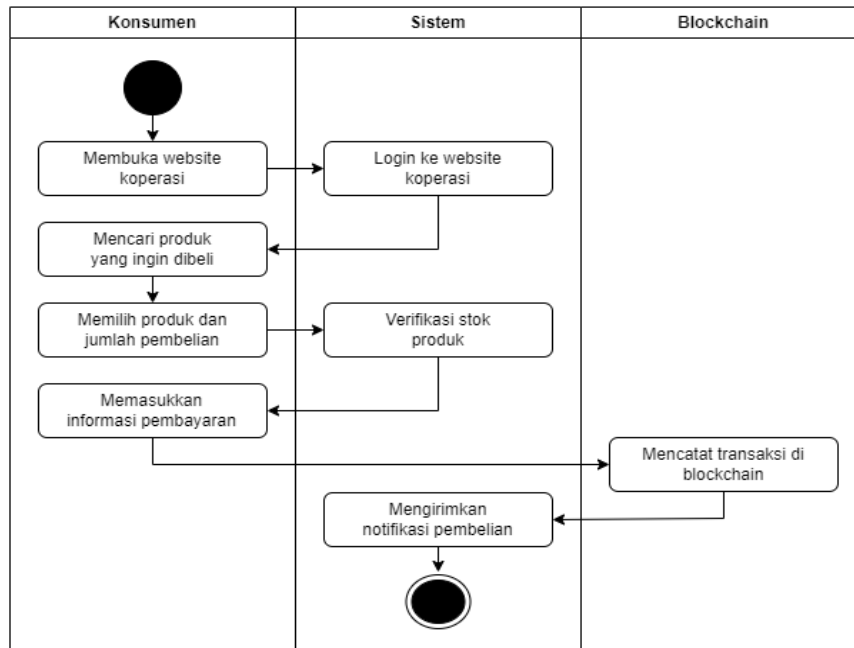 Konsumen
Sistem
Blockchain
Membuka website
koperasi
Login ke website
koperasi
Mencari produk
yang ingin dibeli
Memilih produk dan
jumlah pembelian
Verifikasi stok
produk
Memasukkan
informasi pembayaran
Mencatat transaksi di
blockchain
Mengirimkan
notifikasi pembelian